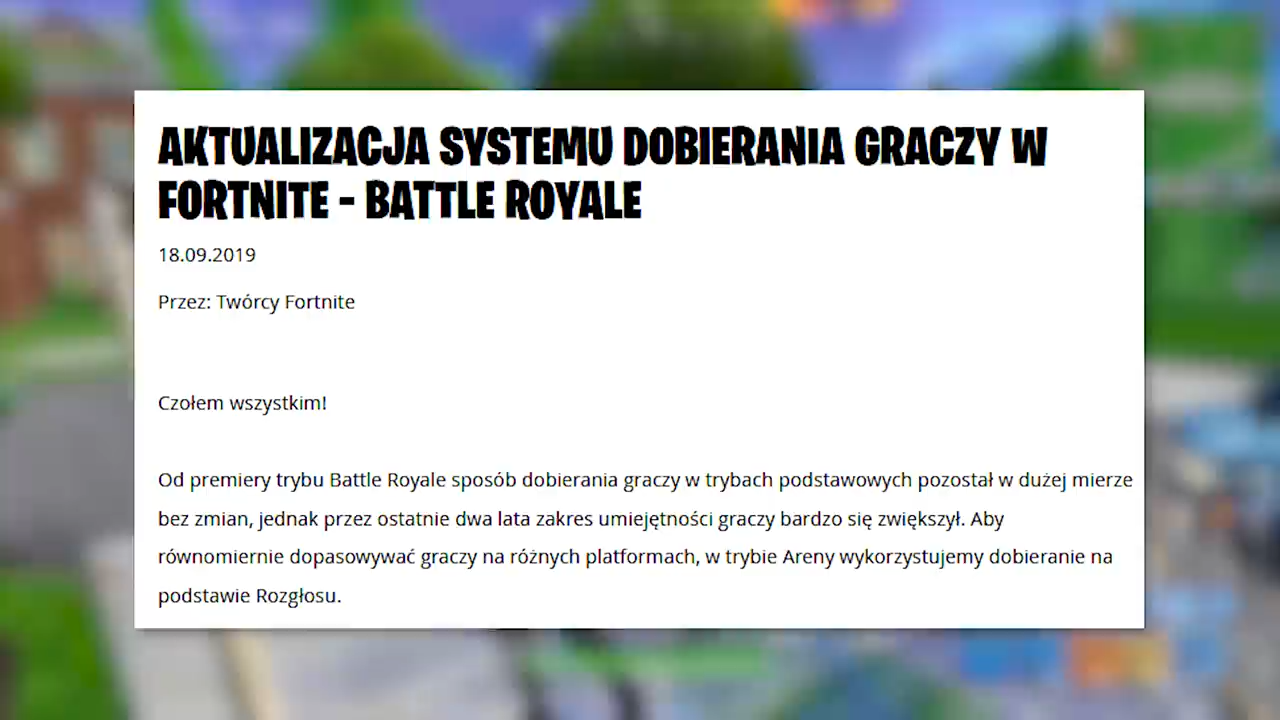 AKTUALIZACJA SYSTEMU DOBIERANIA GRACZY W
FORTNITE - BATTLE ROYALE
18.09.2019
Przez: Twórcy Fortnite
Czołem wszystkim!
Od premiery trybu Battle Royale sposób dobierania graczy w trybach podstawowych pozostał w dużej mierze
bez zmian, jednak przez ostatnie dwa lata zakres umiejętności graczy bardzo się zwiększył. Aby
równomiernie dopasowywać graczy na różnych platformach, w trybie Areny wykorzystujemy dobieranie na
podstawie Rozgłosu.